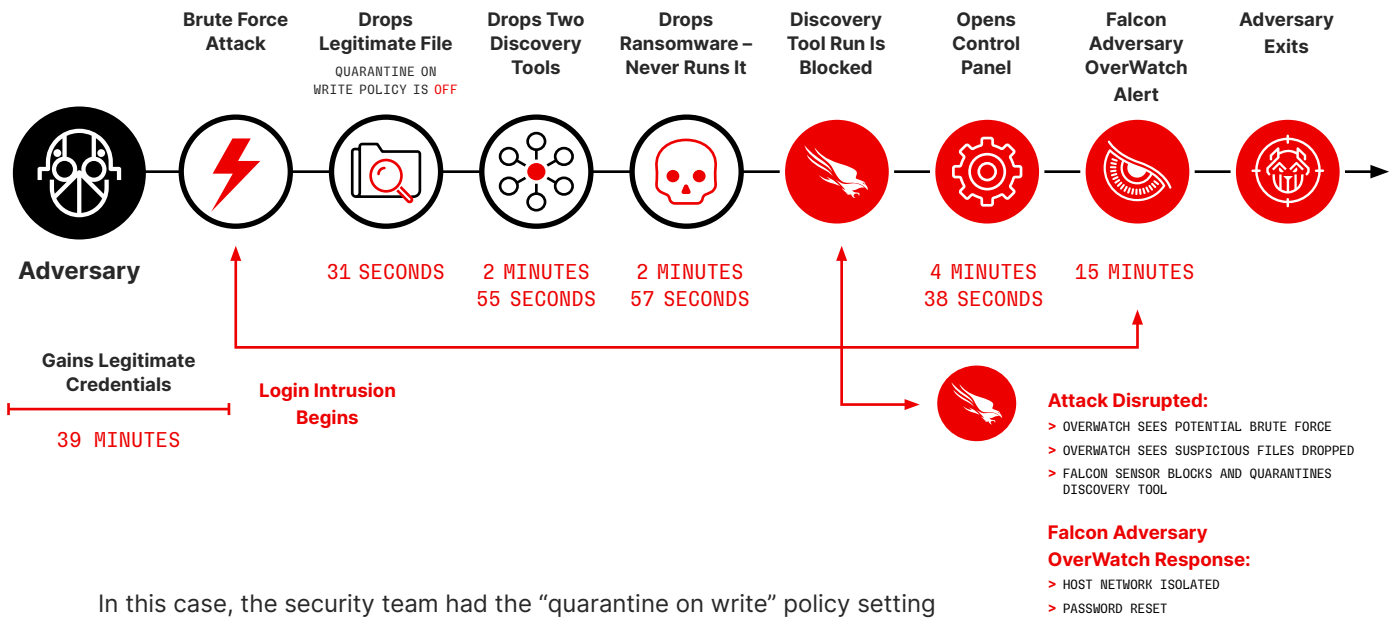 Brute Force
Attack
Drops
Legitimate File
QUARANTINE ON
WRITE POLICY IS OFF
Drops Two
Discovery
Tools
Drops
Ransomware –
Never Runs It
Discovery
Tool Run Is
Blocked
Opens
Control
Panel
Falcon
Adversary
OverWatch
Alert
Adversary
Exits
Adversary
31 SECONDS
2 MINUTES
55 SECONDS
2 MINUTES
57 SECONDS
4 MINUTES
38 SECONDS
15 MINUTES
Gains Legitimate
Credentials
39 MINUTES
Login Intrusion
Begins
Attack Disrupted:
> OVERWATCH SEES POTENTIAL BRUTE FORCE
> OVERWATCH SEES SUSPICIOUS FILES DROPPED
> FALCON SENSOR BLOCKS AND QUARANTINES
DISCOVERY TOOL
Falcon Adversary
OverWatch Response:
> HOST NETWORK ISOLATED
> PASSWORD RESET
In this case, the security team had the “quarantine on write” policy setting